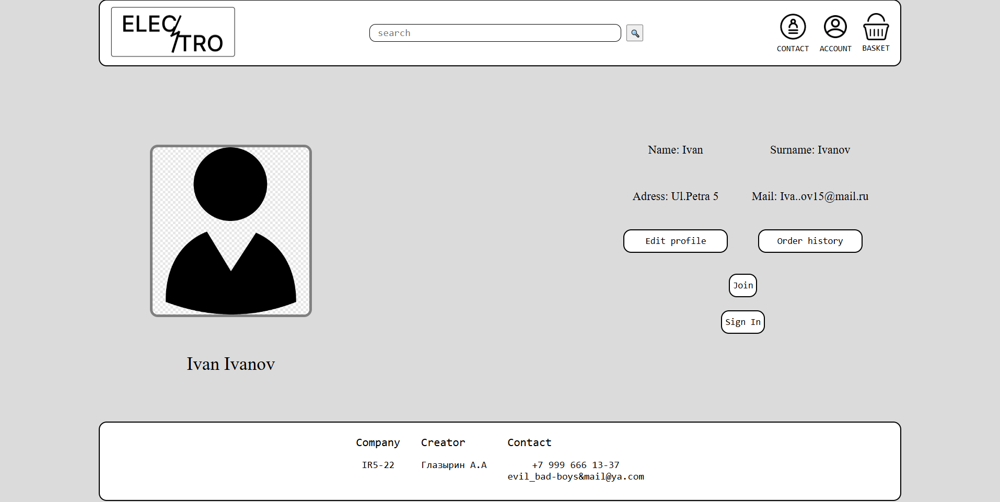 ELEC
TRO
search
CONTACT
ACCOUNT
BASKET
Name: Ivan
Surname: Ivanov
Adress: Ul.Petra 5
Mail: Iva..ov15@mail.ru
Edit profile
Order history
Join
Sign In
Ivan Ivanov
Company
Creator
Contact
IR5-22
Глазырин А.А
+7 999 666 13-37
evil_bad-boys&mail@ya.com